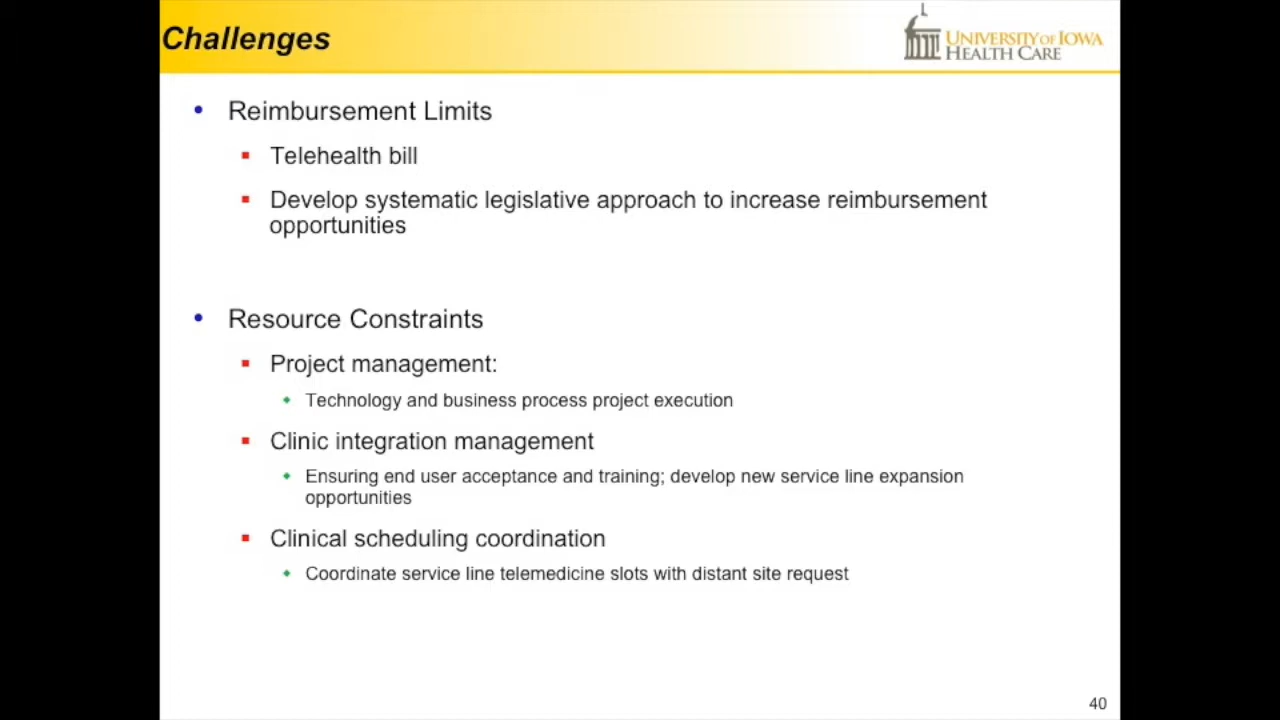 Challenges
UNIVERSITY OF IOWA
HEALTH CARE
• Reimbursement Limits
▪ Telehealth bill
▪ Develop systematic legislative approach to increase reimbursement
opportunities
• Resource Constraints
▪ Project management:
◆ Technology and business process project execution
▪ Clinic integration management
◆ Ensuring end user acceptance and training; develop new service line expansion
opportunities
▪ Clinical scheduling coordination
◆ Coordinate service line telemedicine slots with distant site request
40